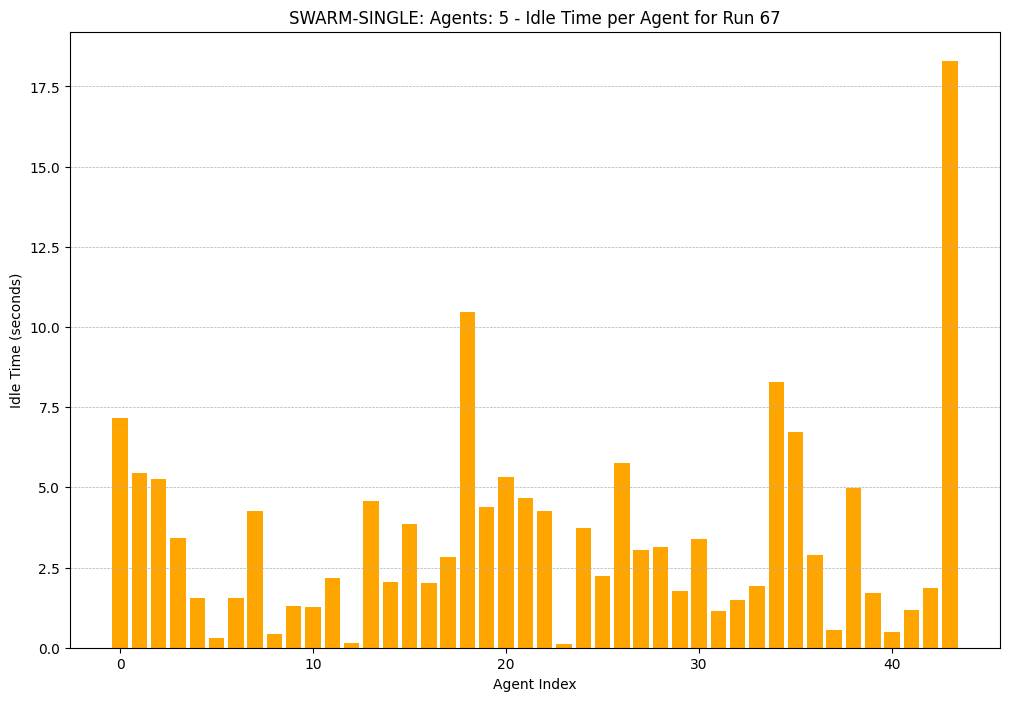 SWARM-SINGLE: Agents: 5 - Idle Time per Agent for Run 67
Idle Time (seconds)
17.5
15.0
12.5
10.0
7.5
5.0
2.5
0.0
0 10 20 30 40
Agent Index